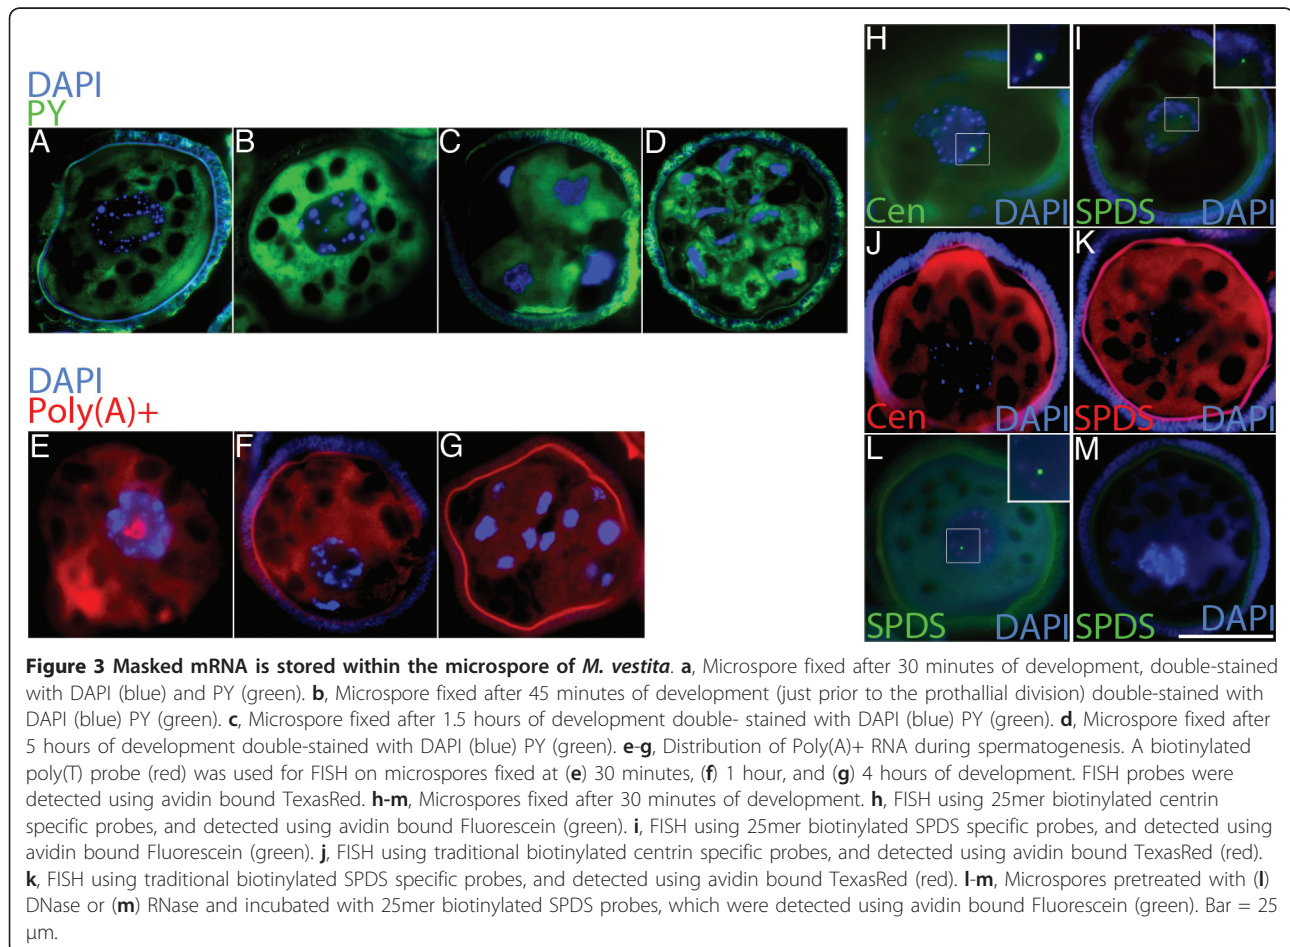 DAPI
PY
A
B
C
D
DAPI
Poly(A)+
E
F
G
H
Cen
DAPI
I
SPDS
DAPI
J
Cen
DAPI
K
SPDS
DAPI
L
SPDS
DAPI
M
SPDS
DAPI
Figure 3 Masked mRNA is stored within the microspore of M. vestita. a, Microspore fixed after 30 minutes of development, double-stained
with DAPI (blue) and PY (green). b, Microspore fixed after 45 minutes of development (just prior to the prothallial division) double-stained with
DAPI (blue) PY (green). c, Microspore fixed after 1.5 hours of development double- stained with DAPI (blue) PY (green). d, Microspore fixed after
5 hours of development double-stained with DAPI (blue) PY (green). e-g, Distribution of Poly(A)+ RNA during spermatogenesis. A biotinylated
poly(T) probe (red) was used for FISH on microspores fixed at (e) 30 minutes, (f) 1 hour, and (g) 4 hours of development. FISH probes were
detected using avidin bound TexasRed. h-m, Microspores fixed after 30 minutes of development. h, FISH using 25mer biotinylated centrin
specific probes, and detected using avidin bound Fluorescein (green). i, FISH using 25mer biotinylated SPDS specific probes, and detected using
avidin bound Fluorescein (green). j, FISH using traditional biotinylated centrin specific probes, and detected using avidin bound TexasRed (red).
k, FISH using traditional biotinylated SPDS specific probes, and detected using avidin bound TexasRed (red). l-m, Microspores pretreated with (l)
DNase or (m) RNase and incubated with 25mer biotinylated SPDS probes, which were detected using avidin bound Fluorescein (green). Bar = 25
μm.